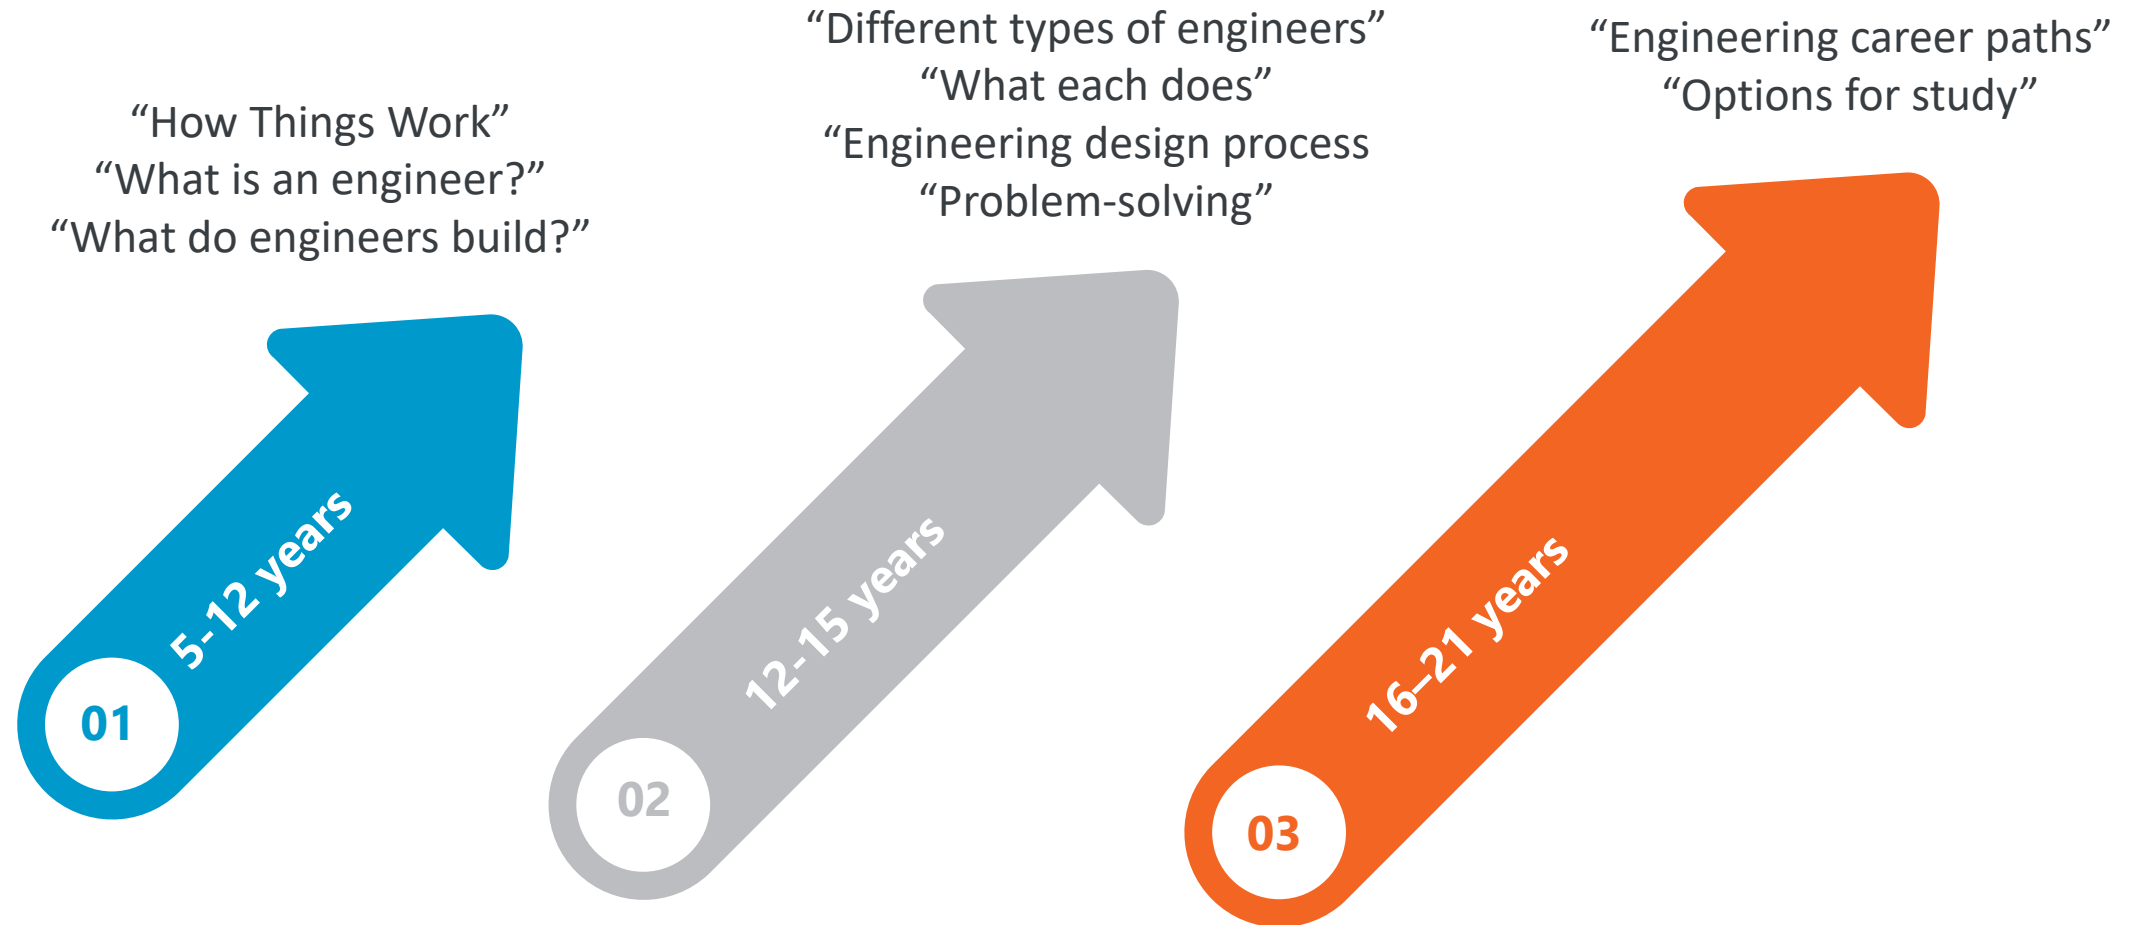 “How Things Work”
“What is an engineer?”
“What do engineers build?”
5-12 years
01
“Different types of engineers”
“What each does”
“Engineering design process
“Problem-solving”
12-15 years
02
“Engineering career paths”
“Options for study”
16–21 years
03